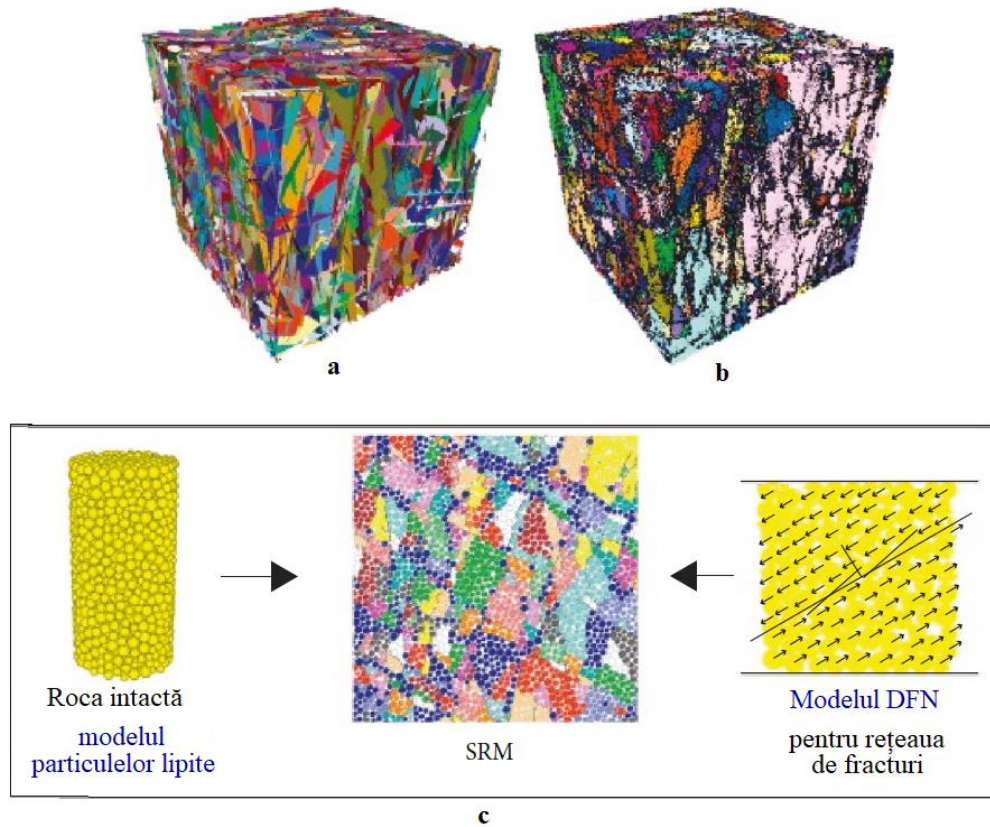 a
b
Roca intactă
modelul
particulelor lipite
SRM
Modelul DFN
pentru rețeaua
de fracturi
c